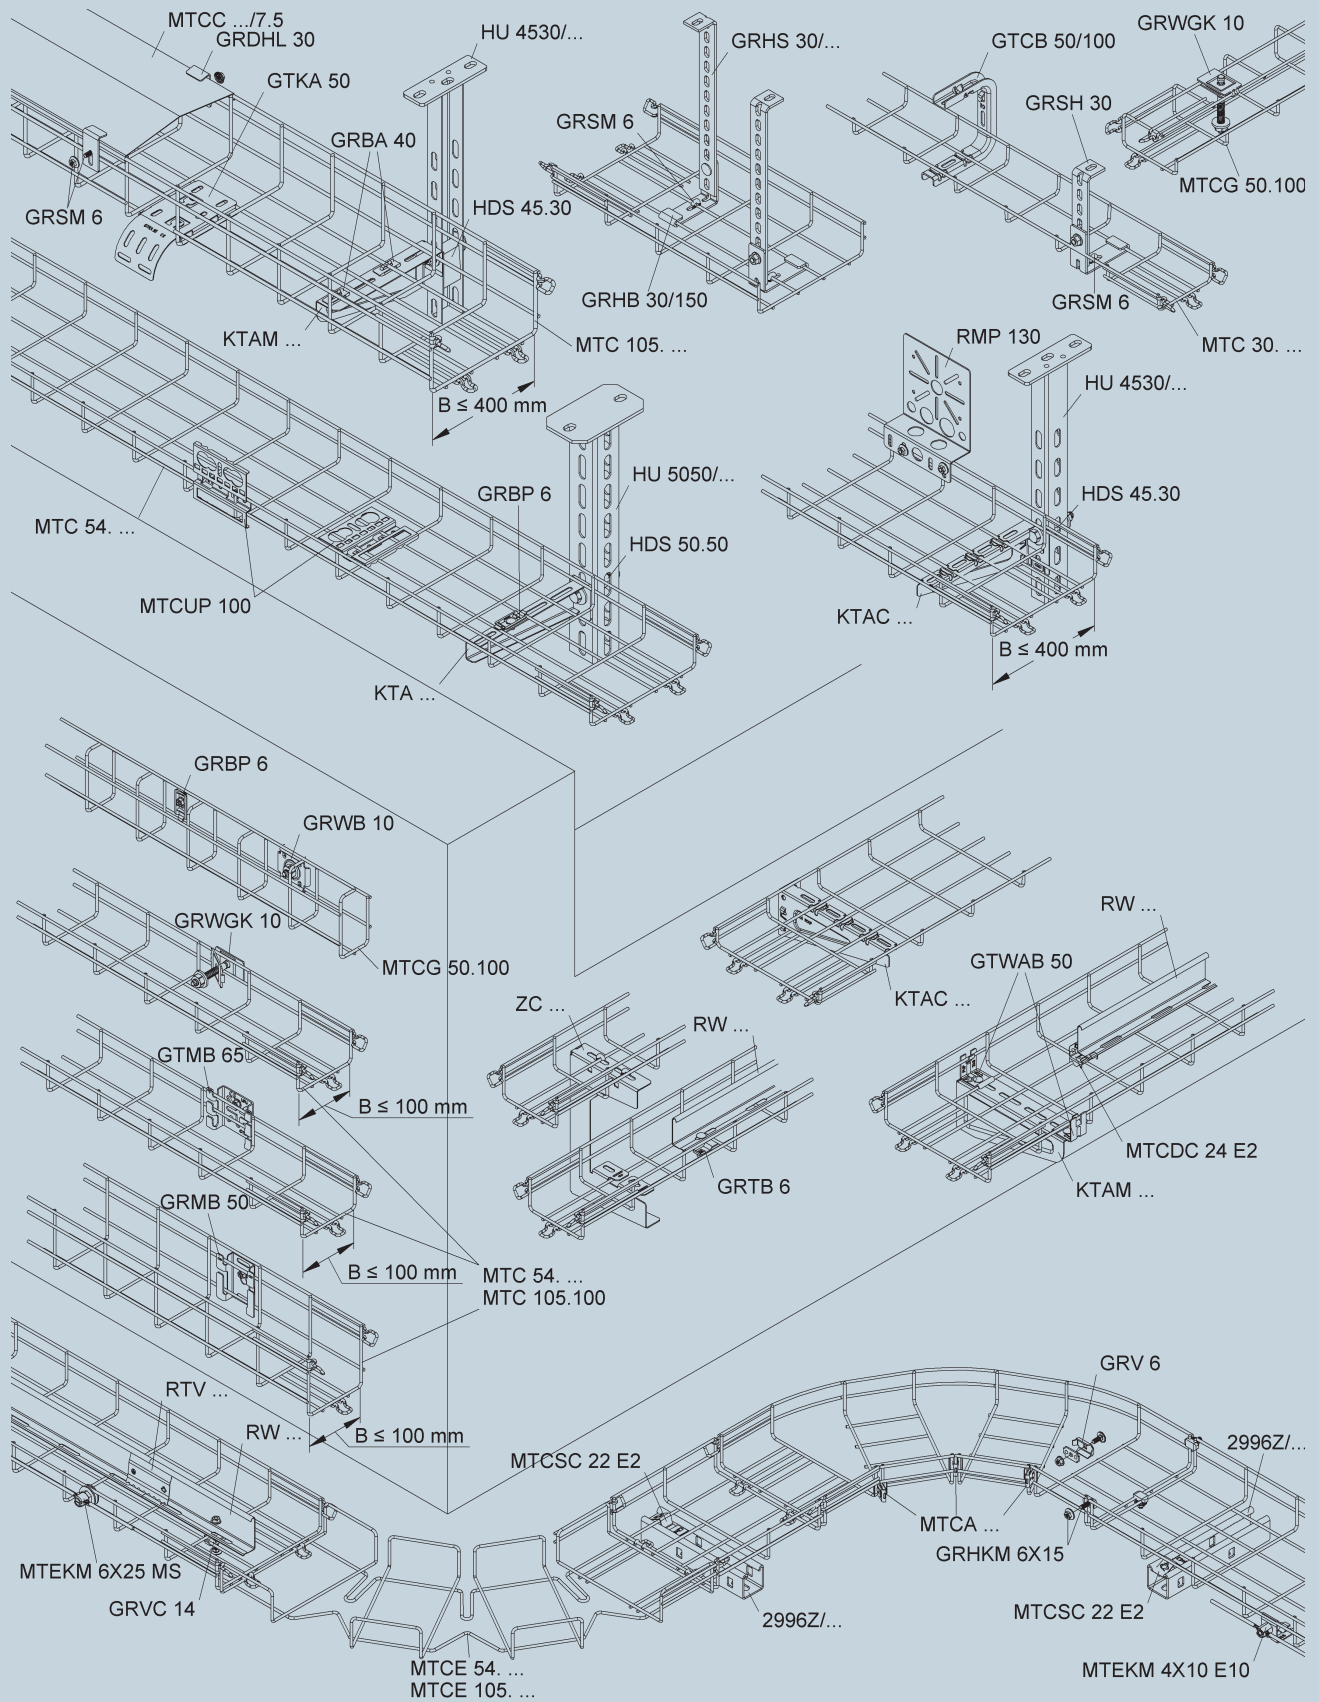 MTCC .../7.5
GRDHL 30
GTKA 50
HU 4530/...
GRHS 30/...
GTCB 50/100
GRWGK 10
GRBA 40
GRSM 6
GRSH 30
MTCG 50.100
GRSM 6
HDS 45.30
GRHB 30/150
GRSM 6
KTAM ...
MTC 105. ...
MTC 30. ...
RMP 130
HU 4530/...
B ≤ 400 mm
HU 5050/...
GRBP 6
HDS 45.30
MTC 54. ...
HDS 50.50
MTCUP 100
KTAC ...
B ≤ 400 mm
KTA ...
GRBP 6
GRWB 10
GRWGK 10
MTCG 50.100
RW ...
GTWAB 50
KTAC ...
ZC ...
RW ...
GTMB 65
B ≤ 100 mm
MTCDC 24 E2
KTAM ...
GRTB 6
GRMB 50
B ≤ 100 mm
MTC 54. ...
MTC 105.100
RTV ...
RW ...
B ≤ 100 mm
GRV 6
MTCSC 22 E2
2996Z/...
MTCA ...
GRHKM 6X15
MTEKM 6X25 MS
GRVC 14
2996Z/...
MTCSC 22 E2
MTCE 54. ...
MTCE 105. ...
MTEKM 4X10 E10